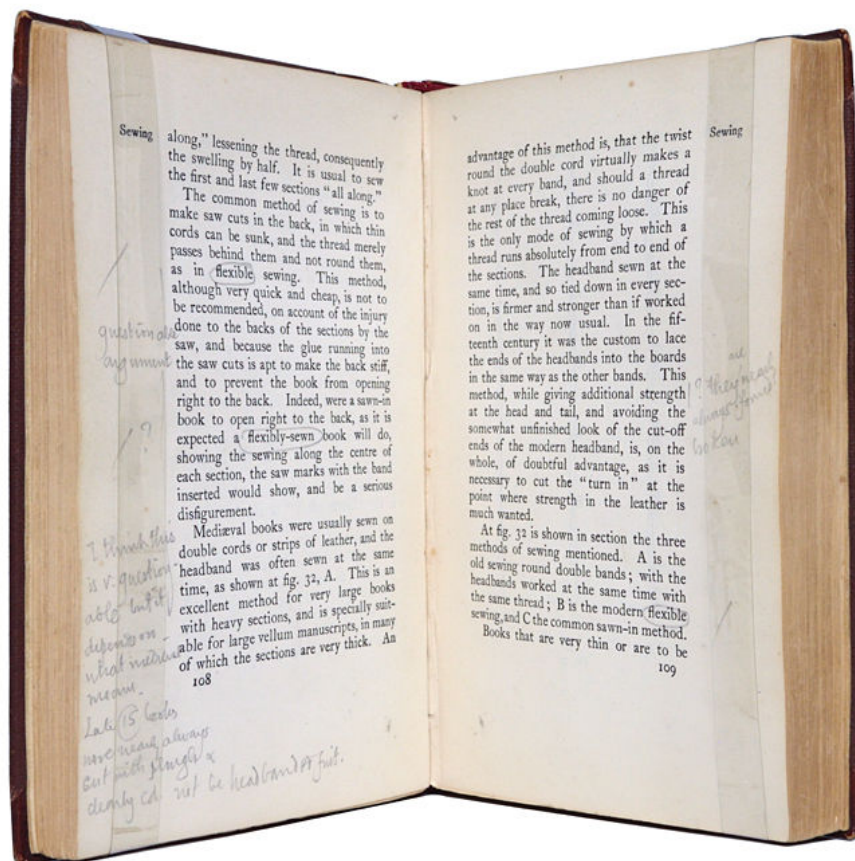 Sewing
along," lessening the thread, consequently
the swelling by half. It is usual to sew
the first and last few sections "all along."
The common method of sewing is to
make saw cuts in the back, in which thin
cords can be sunk, and the thread merely
passes behind them and not round them,
as in flexible sewing. This method,
although very quick and cheap, is not to
be recommended, on account of the injury
done to the backs of the sections by the
saw, and because the glue running into
the saw cuts is apt to make the back stiff,
and to prevent the book from opening
right to the back. Indeed, were a sawn-in
book to open right to the back, as it is
expected a flexibly-sewn book will do,
showing the sewing along the centre of
each section, the saw marks with the band
inserted would show, and be a serious
disfigurement.
Mediæval books were usually sewn on
double cords or strips of leather, and the
headband was often sewn at the same
time, as shown at fig. 32, A. This is an
excellent method for very large books
with heavy sections, and is specially suit-
able for large vellum manuscripts, in many
of which the sections are very thick. An
108
questionable
argument
?
I think this
is v. question-
able but it
depends on
what mediæval
means.
Late 15 books
were nearly always
cut with plough &
clearly cd. not be headbanded first.
Sewing
advantage of this method is, that the twist
round the double cord virtually makes a
knot at every band, and should a thread
at any place break, there is no danger of
the rest of the thread coming loose. This
is the only mode of sewing by which a
thread runs absolutely from end to end of
the sections. The headband sewn at the
same time, and so tied down in every sec-
tion, is firmer and stronger than if worked
on in the way now usual. In the fif-
teenth century it was the custom to lace
the ends of the headbands into the boards
in the same way as the other bands. This
method, while giving additional strength
at the head and tail, and avoiding the
somewhat unfinished look of the cut-off
ends of the modern headband, is, on the
whole, of doubtful advantage, as it is
necessary to cut the "turn in" at the
point where strength in the leather is
much wanted.
At fig. 32 is shown in section the three
methods of sewing mentioned. A is the
old sewing round double bands; with the
headbands worked at the same time with
the same thread; B is the modern flexible
sewing, and C the common sawn-in method.
Books that are very thin or are to be
109
are
? they nearly
always found
broken